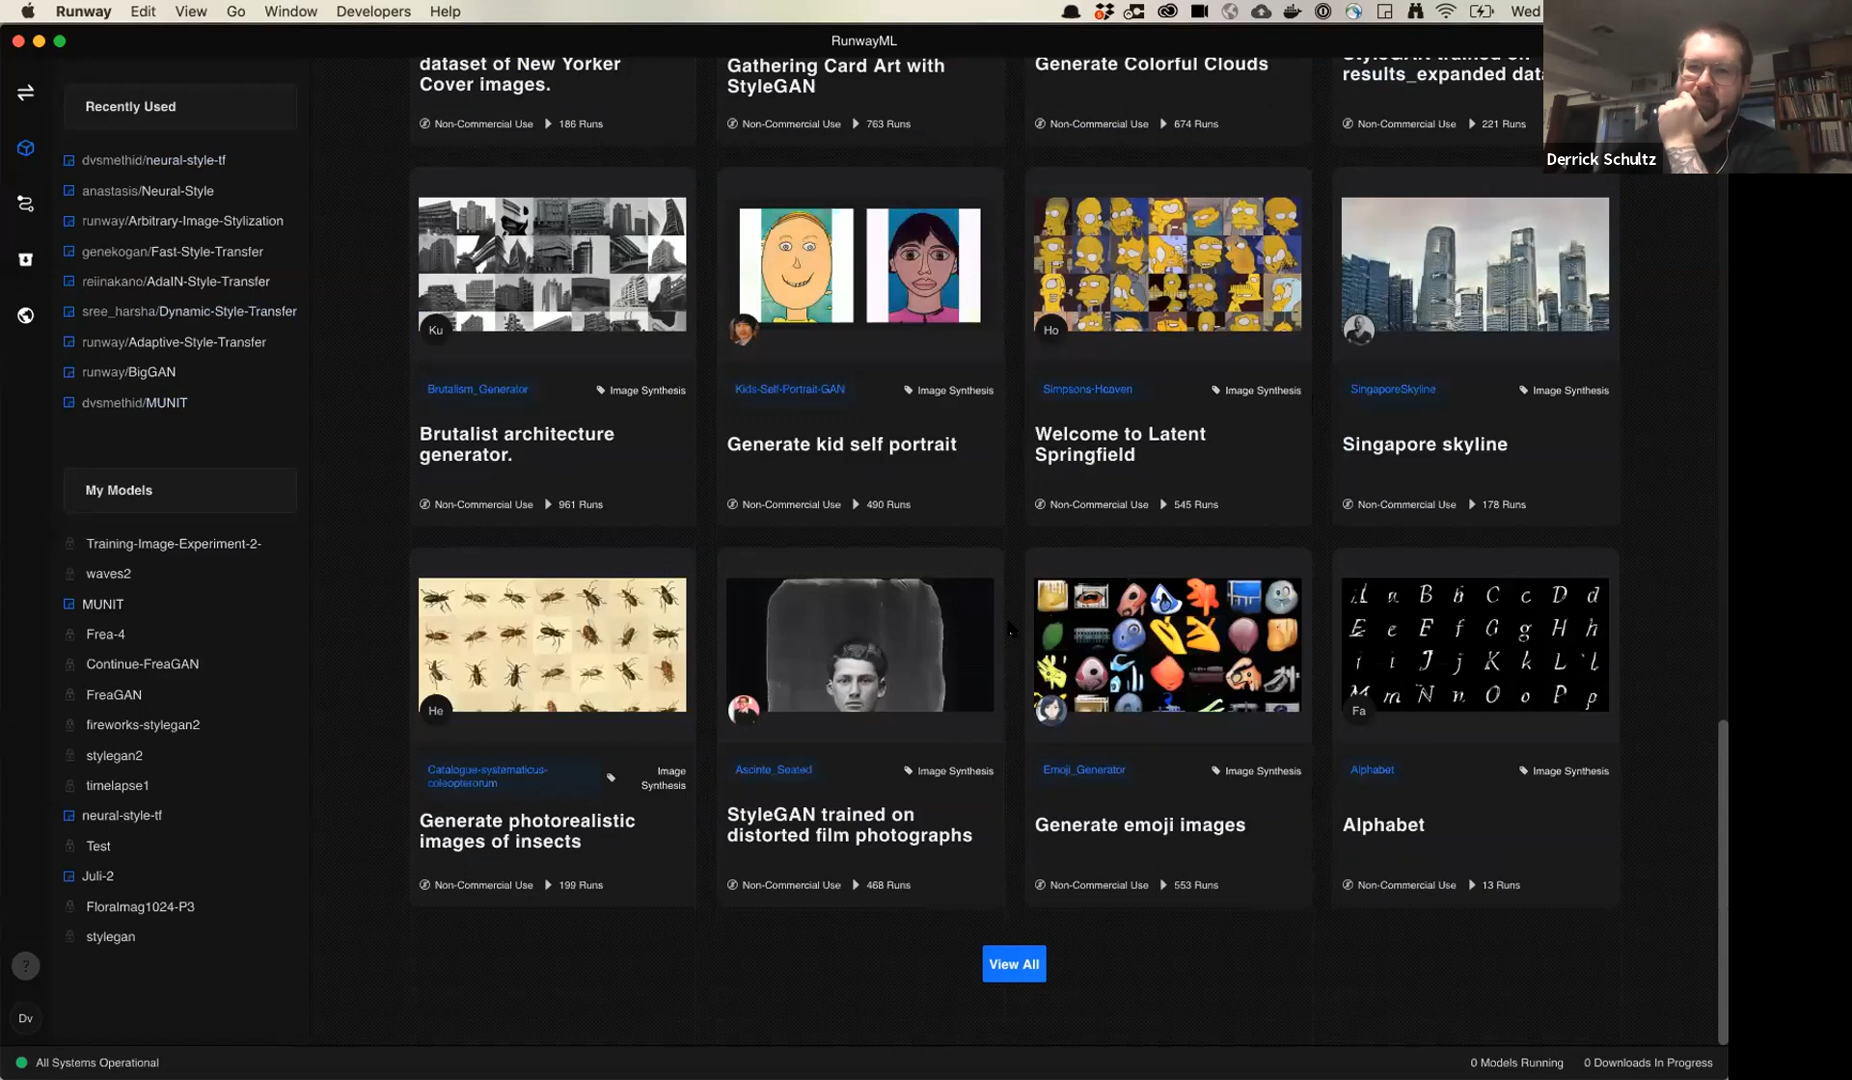 Runway Edit View Go Window Developers Help
Wed
RunwayML
Derrick Schultz
Recently Used
dvsmethid/neural-style-tf
anastasis/Neural-Style
runway/Arbitrary-Image-Stylization
genekogan/Fast-Style-Transfer
reiinakano/AdaIN-Style-Transfer
sree_harsha/Dynamic-Style-Transfer
runway/Adaptive-Style-Transfer
runway/BigGAN
dvsmethid/MUNIT
My Models
Training-Image-Experiment-2-
waves2
MUNIT
Frea-4
Continue-FreaGAN
FreaGAN
fireworks-stylegan2
stylegan2
timelapse1
neural-style-tf
Test
Juli-2
Floralmag1024-P3
stylegan
?
Dv
dataset of New Yorker
Cover images.
Non-Commercial Use 186 Runs
Gathering Card Art with
StyleGAN
Non-Commercial Use 763 Runs
Generate Colorful Clouds
Non-Commercial Use 674 Runs
StyleGAN trained on
results_expanded dat
Non-Commercial Use 221 Runs
Ku
Brutalism_Generator Image Synthesis
Brutalist architecture
generator.
Non-Commercial Use 961 Runs
Kids-Self-Portrait-GAN Image Synthesis
Generate kid self portrait
Non-Commercial Use 490 Runs
Ho
Simpsons-Heaven Image Synthesis
Welcome to Latent
Springfield
Non-Commercial Use 545 Runs
SingaporeSkyline Image Synthesis
Singapore skyline
Non-Commercial Use 178 Runs
He
Catalogue-systematicus-
coleopterorum
Image
Synthesis
Generate photorealistic
images of insects
Non-Commercial Use 199 Runs
Image Synthesis
StyleGAN trained on
distorted film photographs
Non-Commercial Use 468 Runs
Emoji_Generator Image Synthesis
Generate emoji images
Non-Commercial Use 553 Runs
a B b C c D d
E e F f G g H h
i J j K k L l
M m N n O o P p
Fa
Alphabet Image Synthesis
Alphabet
Non-Commercial Use 13 Runs
View All
All Systems Operational
0 Models Running 0 Downloads In Progress